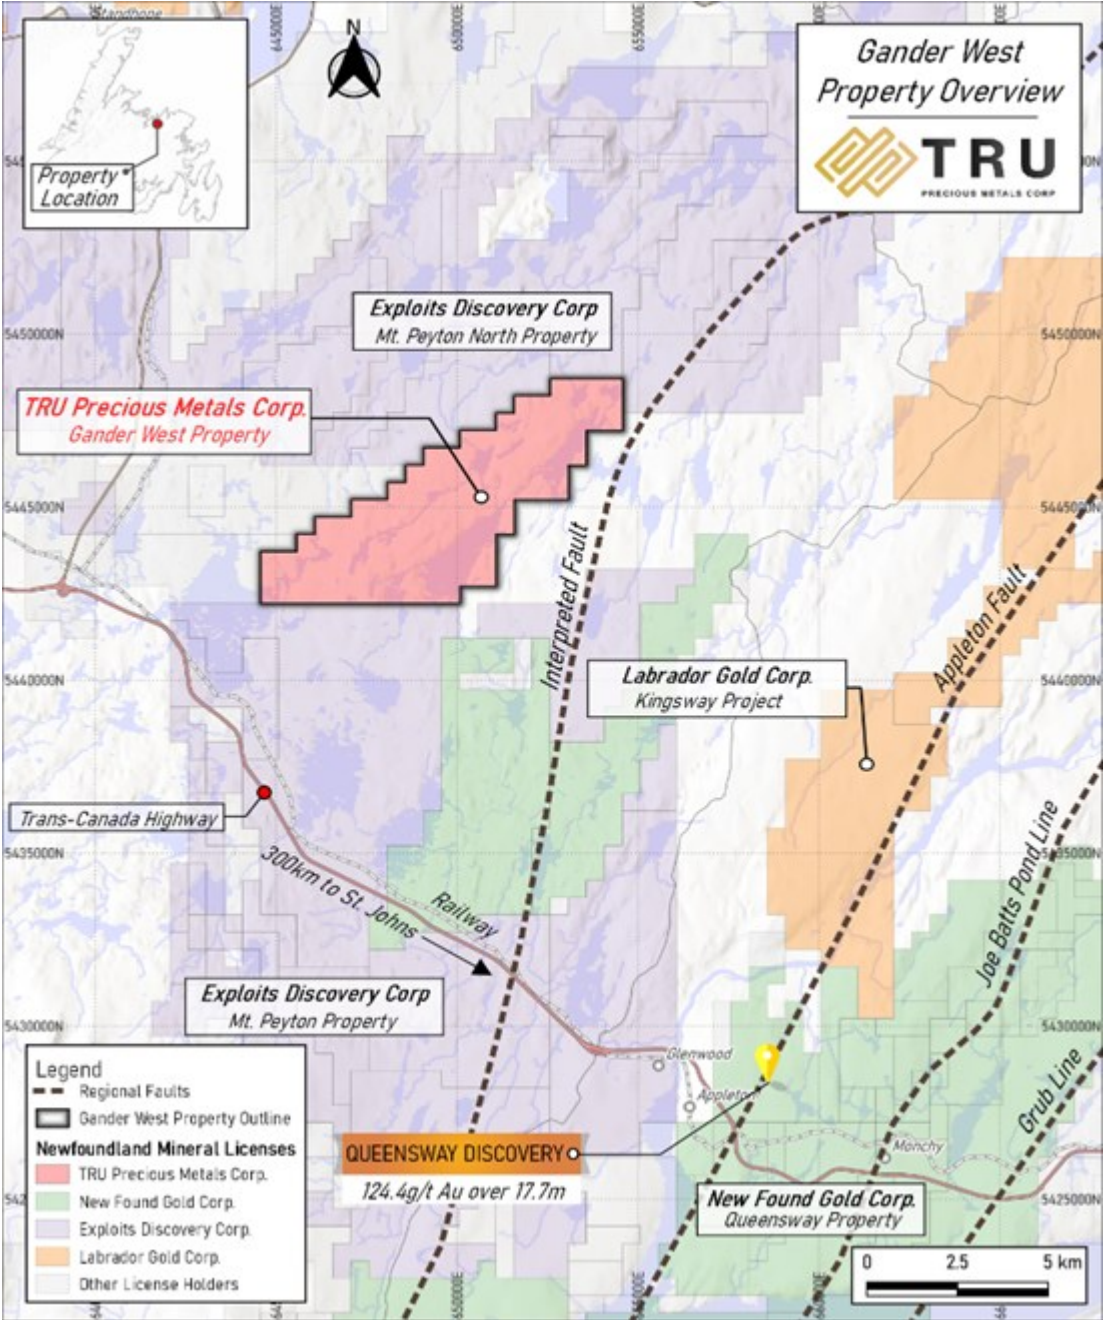 Standhope
645000E
650000E
655000E
N
Gander West
Property Overview
TRU
PRECIOUS METALS CORP
Property
Location
Exploits Discovery Corp
Mt. Peyton North Property
5450000N
5450000N
TRU Precious Metals Corp.
Gander West Property
5445000N
5445000N
Interpreted Fault
Appleton Fault
Labrador Gold Corp.
Kingsway Project
5440000N
5440000N
Trans-Canada Highway
5435000N
5435000N
300km to St. Johns
Railway
Joe Batts Pond Line
Exploits Discovery Corp
Mt. Peyton Property
5430000N
5430000N
Glenwood
Appleton
Grub Line
Monchy
QUEENSWAY DISCOVERY
124.4g/t Au over 17.7m
New Found Gold Corp.
Queensway Property
5425000N
Legend
Regional Faults
Gander West Property Outline
Newfoundland Mineral Licenses
TRU Precious Metals Corp.
New Found Gold Corp.
Exploits Discovery Corp.
Labrador Gold Corp.
Other License Holders
0 2.5 5 km
650000E
655000E